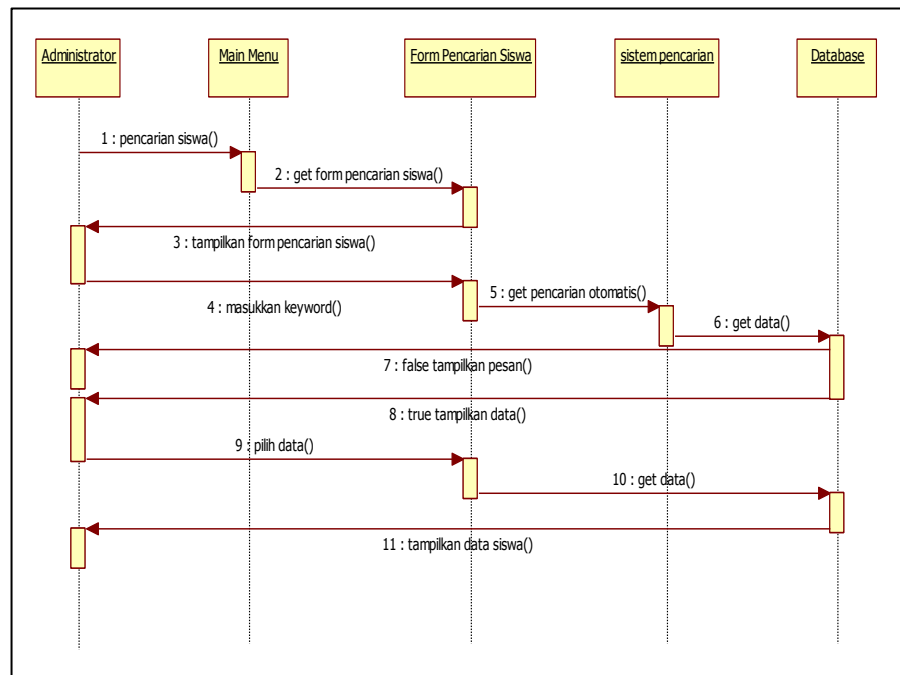 Administrator
Main Menu
Form Pencarian Siswa
sistem pencarian
Database
1 : pencarian siswa()
2 : get form pencarian siswa()
3 : tampilkan form pencarian siswa()
4 : masukkan keyword()
5 : get pencarian otomatis()
6 : get data()
7 : false tampilkan pesan()
8 : true tampilkan data()
9 : pilih data()
10 : get data()
11 : tampilkan data siswa()